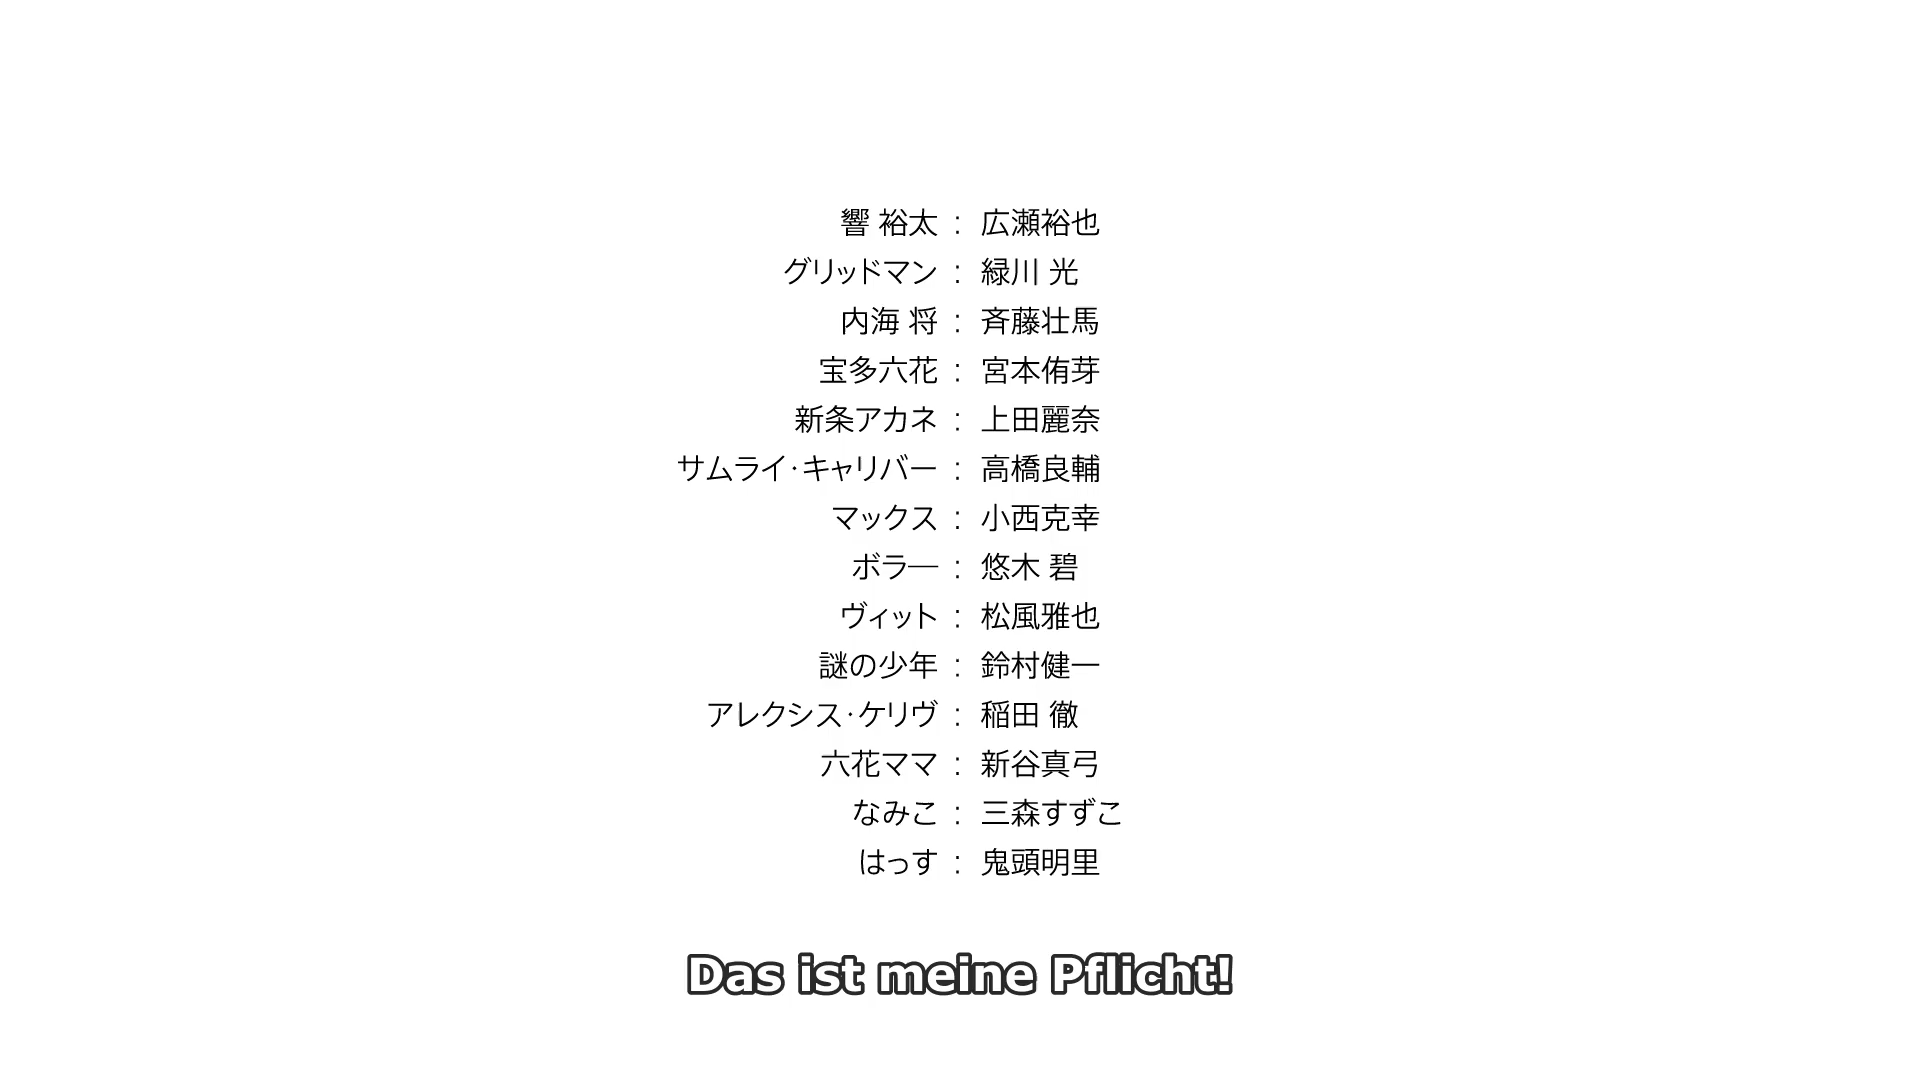 響 裕太 : 広瀬裕也
グリッドマン : 緑川 光
内海 将 : 斉藤壮馬
宝多六花 : 宮本侑芽
新条アカネ : 上田麗奈
サムライ・キャリバー : 高橋良輔
マックス : 小西克幸
ボラー : 悠木 碧
ヴィット : 松風雅也
謎の少年 : 鈴村健一
アレクシス・ケリヴ : 稲田 徹
六花ママ : 新谷真弓
なみこ : 三森すずこ
はっす : 鬼頭明里
Das ist meine Pflicht!